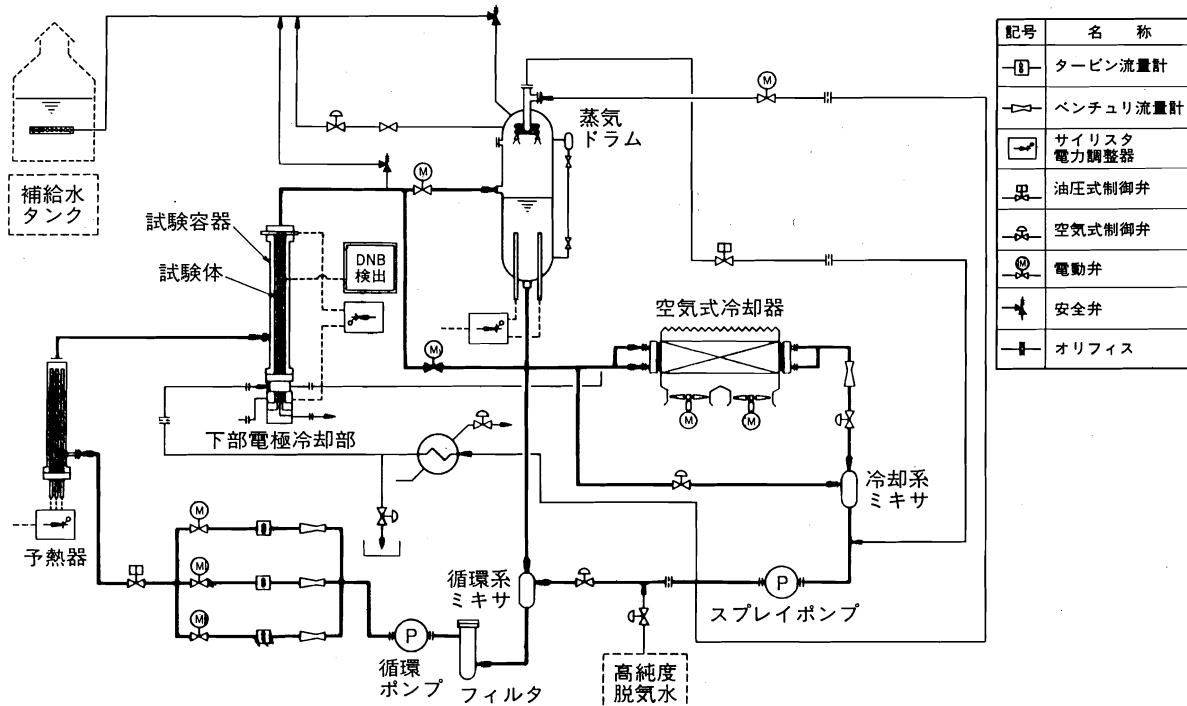 補給水
タンク
試験容器
試験体
DNB
検出
蒸気
ドラム
空気式冷却器
M
M
M
M
M
下部電極冷却部
予熱器
M
M
M
P
循環
ポンプ
フィルタ
循環系
ミキサ
高純度
脱気水
P
スプレイポンプ
冷却系
ミキサ
記号 名 称
タービン流量計
ベンチュリ流量計
サイリスタ
電力調整器
油圧式制御弁
空気式制御弁
M 電動弁
安全弁
オリフィス